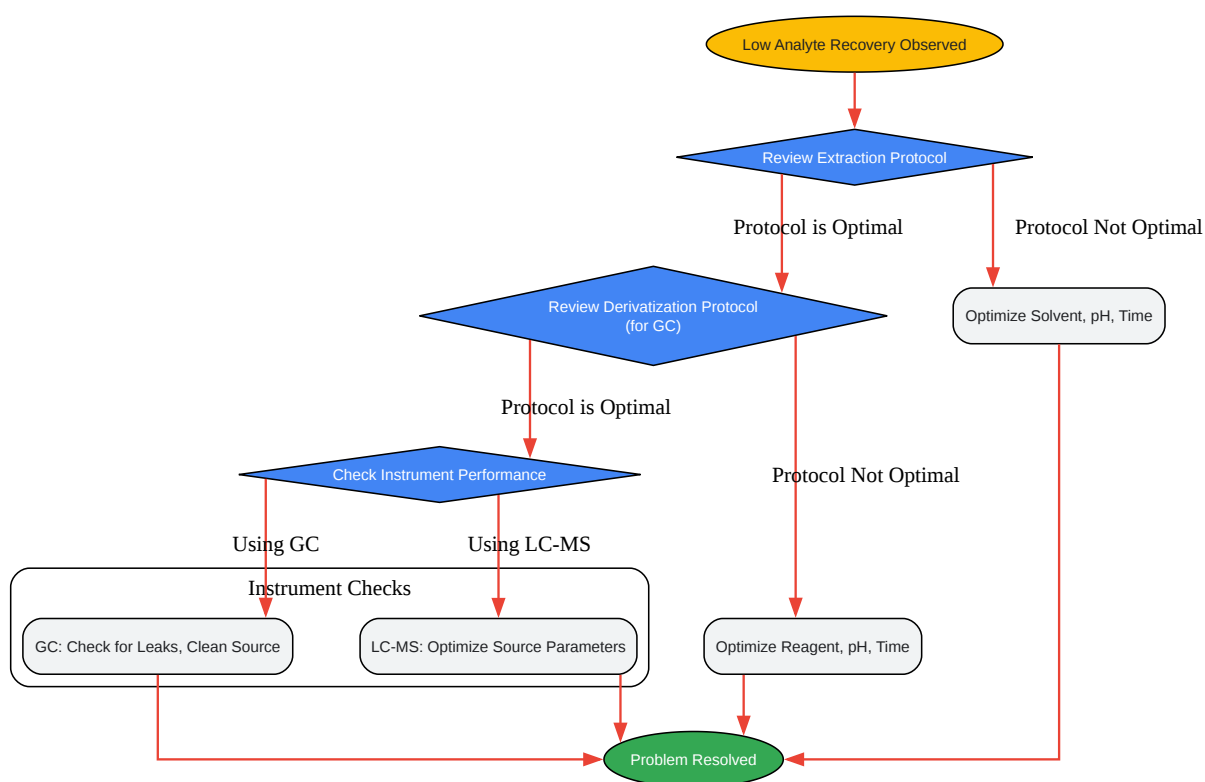 Low Analyte Recovery Observed
Review Extraction Protocol
Protocol is Optimal
Protocol Not Optimal
Review Derivatization Protocol
(for GC)
Optimize Solvent, pH, Time
Protocol is Optimal
Check Instrument Performance
Protocol Not Optimal
Using GC
Using LC-MS
Instrument Checks
GC: Check for Leaks, Clean Source
LC-MS: Optimize Source Parameters
Optimize Reagent, pH, Time
Problem Resolved